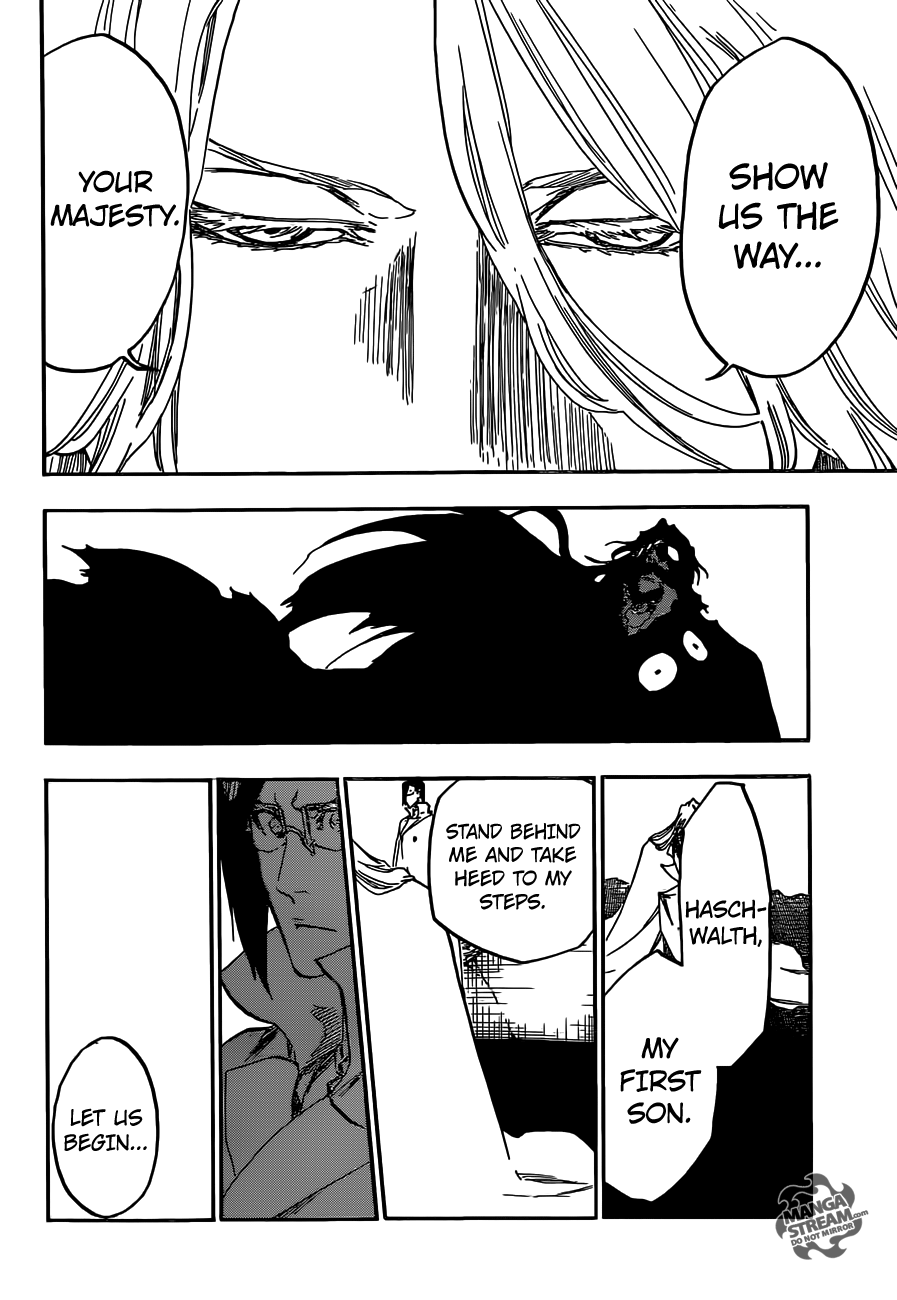 SHOW
US THE
WAY...
YOUR
MAJESTY.
HASCH-
WALTH,
MY
FIRST
SON.
STAND BEHIND
ME AND TAKE
HEED TO MY
STEPS.
LET US
BEGIN...
MANGA
STREAM.com
DO NOT MIRROR